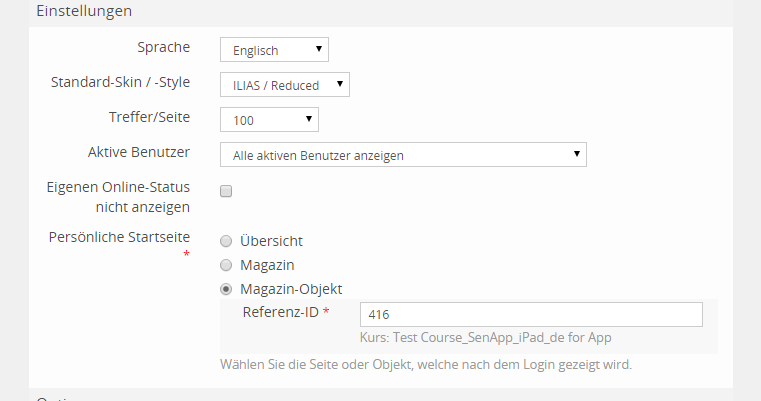 Einstellungen
Sprache
Englisch
Standard-Skin / -Style
ILIAS / Reduced
Treffer/Seite
100
Aktive Benutzer
Alle aktiven Benutzer anzeigen
Eigenen Online-Status
nicht anzeigen
Persönliche Startseite
*
Übersicht
Magazin
Magazin-Objekt
Referenz-ID *
416
Kurs: Test Course_SenApp_iPad_de for App
Wählen Sie die Seite oder Objekt, welche nach dem Login gezeigt wird.